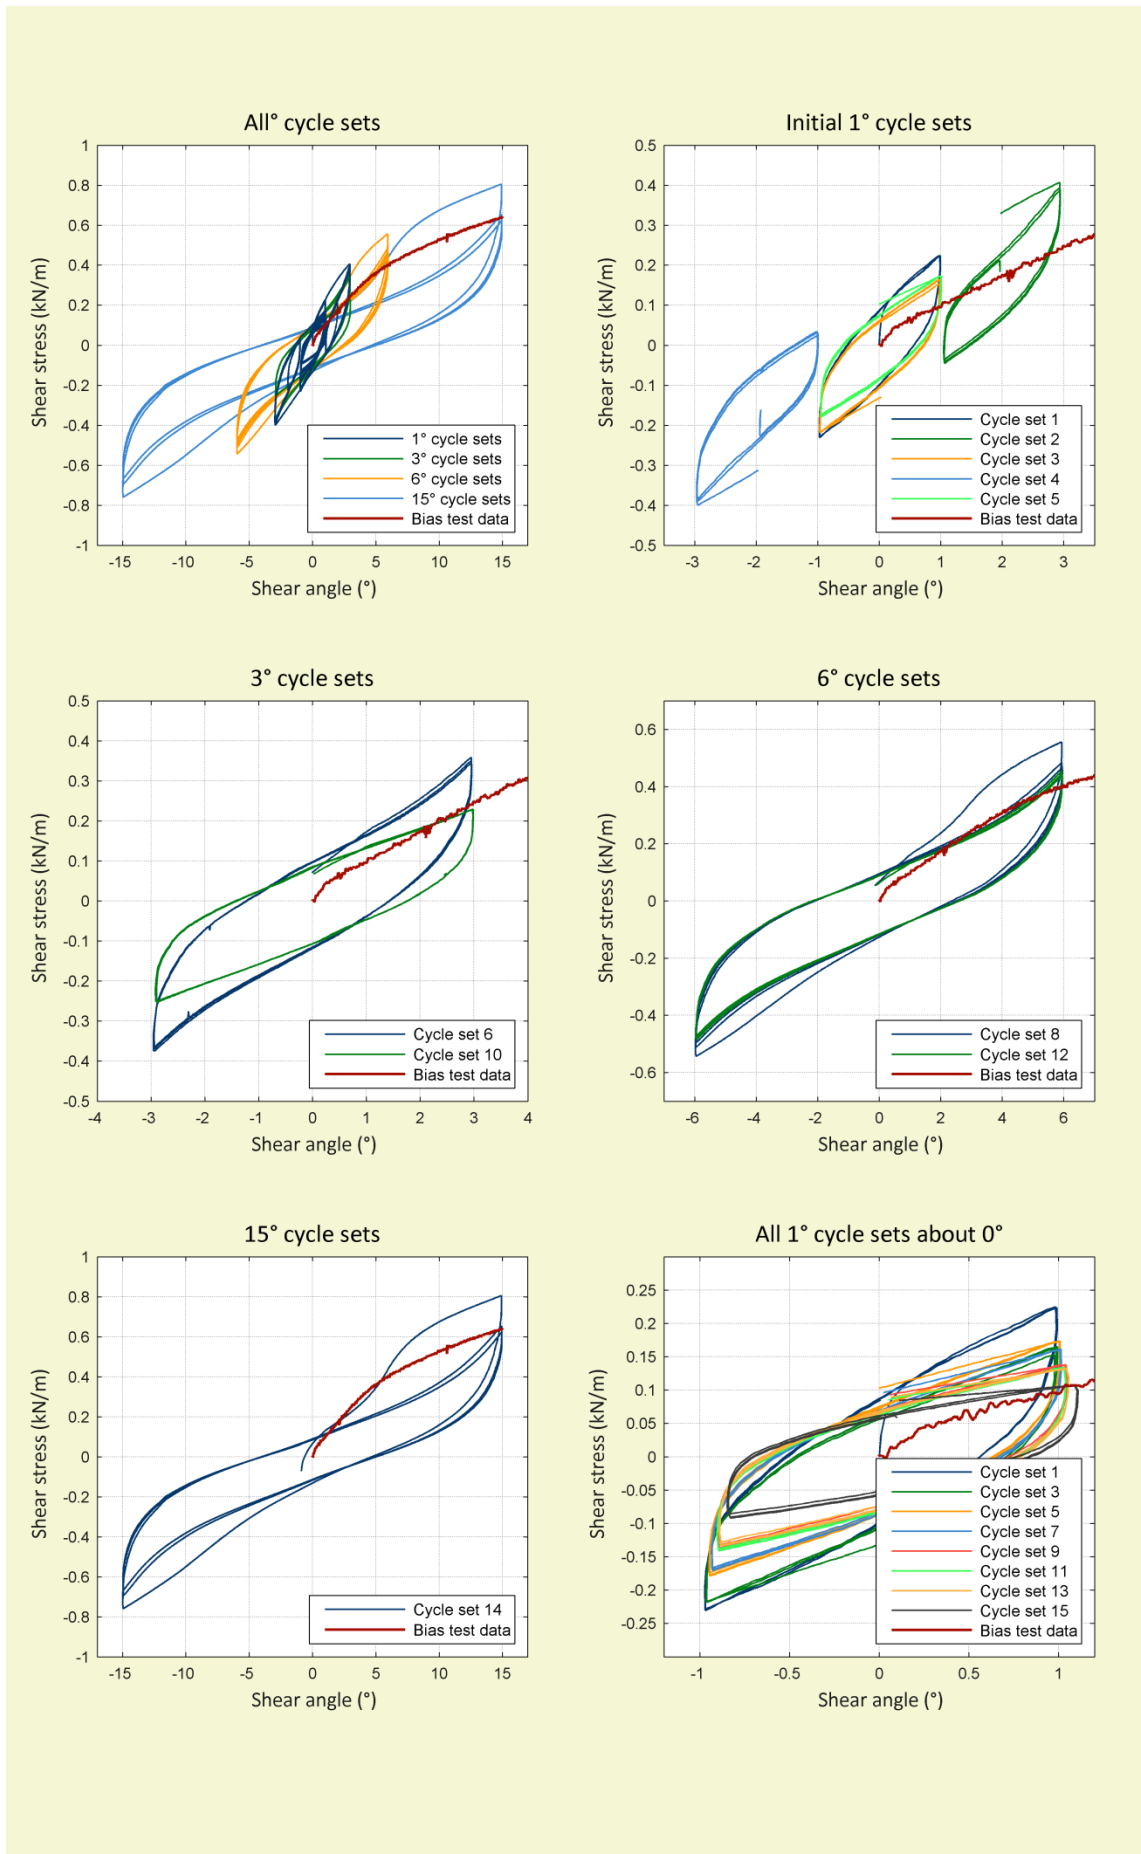 All° cycle sets
Shear stress (kN/m)
1
0.8
0.6
0.4
0.2
0
-0.2
-0.4
-0.6
-0.8
-1
1° cycle sets
3° cycle sets
6° cycle sets
15° cycle sets
Bias test data
-15 -10 -5 0 5 10 15
Shear angle (°)
Initial 1° cycle sets
Shear stress (kN/m)
0.5
0.4
0.3
0.2
0.1
0
-0.1
-0.2
-0.3
-0.4
-0.5
Cycle set 1
Cycle set 2
Cycle set 3
Cycle set 4
Cycle set 5
Bias test data
-3 -2 -1 0 1 2 3
Shear angle (°)
3° cycle sets
Shear stress (kN/m)
0.5
0.4
0.3
0.2
0.1
0
-0.1
-0.2
-0.3
-0.4
-0.5
Cycle set 6
Cycle set 10
Bias test data
-4 -3 -2 -1 0 1 2 3 4
Shear angle (°)
6° cycle sets
Shear stress (kN/m)
0.6
0.4
0.2
0
-0.2
-0.4
-0.6
Cycle set 8
Cycle set 12
Bias test data
-6 -4 -2 0 2 4 6
Shear angle (°)
15° cycle sets
Shear stress (kN/m)
1
0.8
0.6
0.4
0.2
0
-0.2
-0.4
-0.6
-0.8
-1
Cycle set 14
Bias test data
-15 -10 -5 0 5 10 15
Shear angle (°)
All 1° cycle sets about 0°
Shear stress (kN/m)
0.25
0.2
0.15
0.1
0.05
0
-0.05
-0.1
-0.15
-0.2
-0.25
Cycle set 1
Cycle set 3
Cycle set 5
Cycle set 7
Cycle set 9
Cycle set 11
Cycle set 13
Cycle set 15
Bias test data
-1 -0.5 0 0.5 1
Shear angle (°)